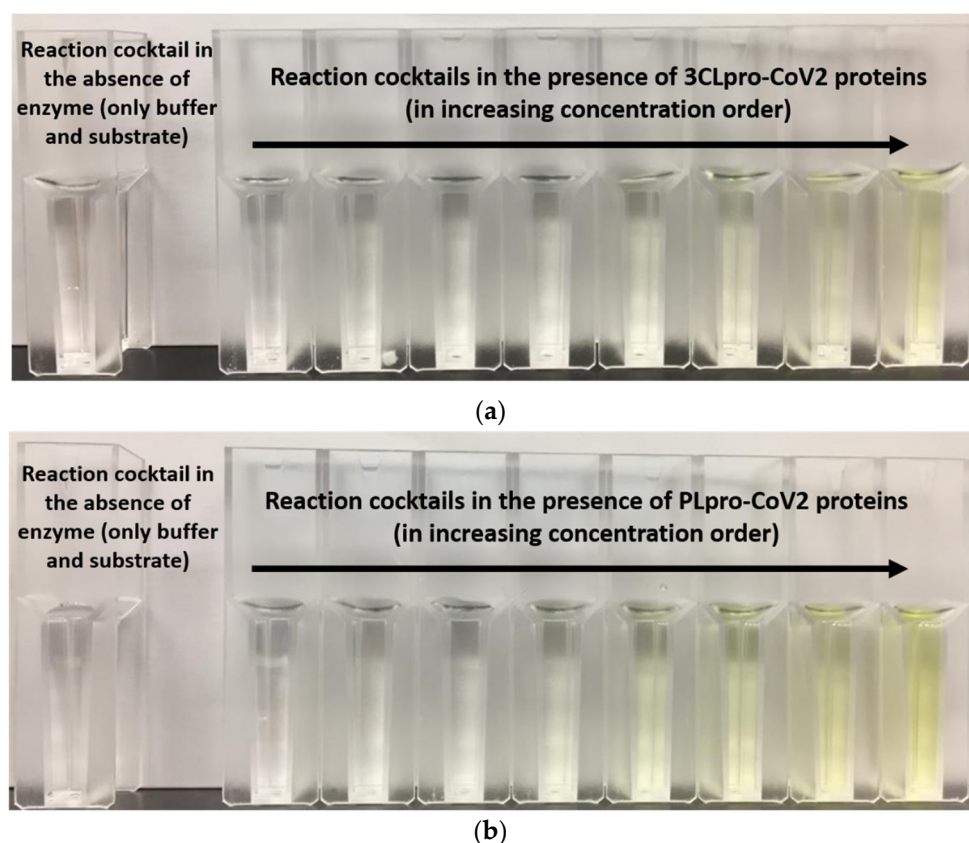 Reaction cocktail in
the absence of
enzyme (only buffer
and substrate)
Reaction cocktails in the presence of 3CLpro-CoV2 proteins
(in increasing concentration order)
(a)
Reaction cocktail in
the absence of
enzyme (only buffer
and substrate)
Reaction cocktails in the presence of PLpro-CoV2 proteins
(in increasing concentration order)
(b)